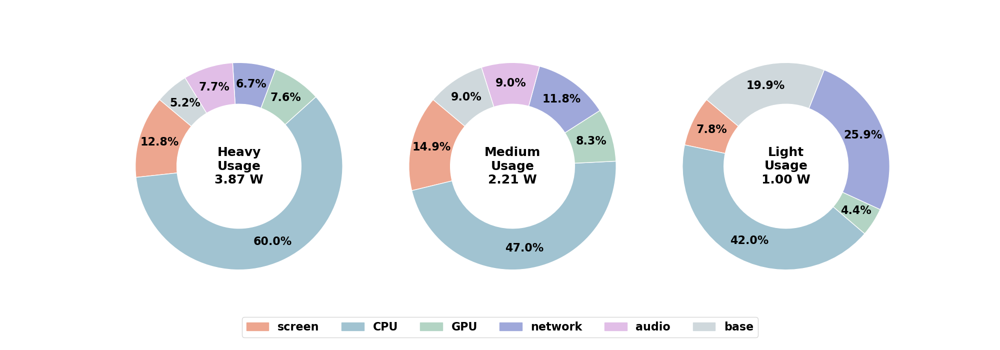 5.2%
7.7%
6.7%
7.6%
12.8%
60.0%
Heavy
Usage
3.87 W
9.0%
9.0%
11.8%
8.3%
14.9%
47.0%
Medium
Usage
2.21 W
19.9%
25.9%
7.8%
4.4%
42.0%
Light
Usage
1.00 W
screen CPU GPU network audio base